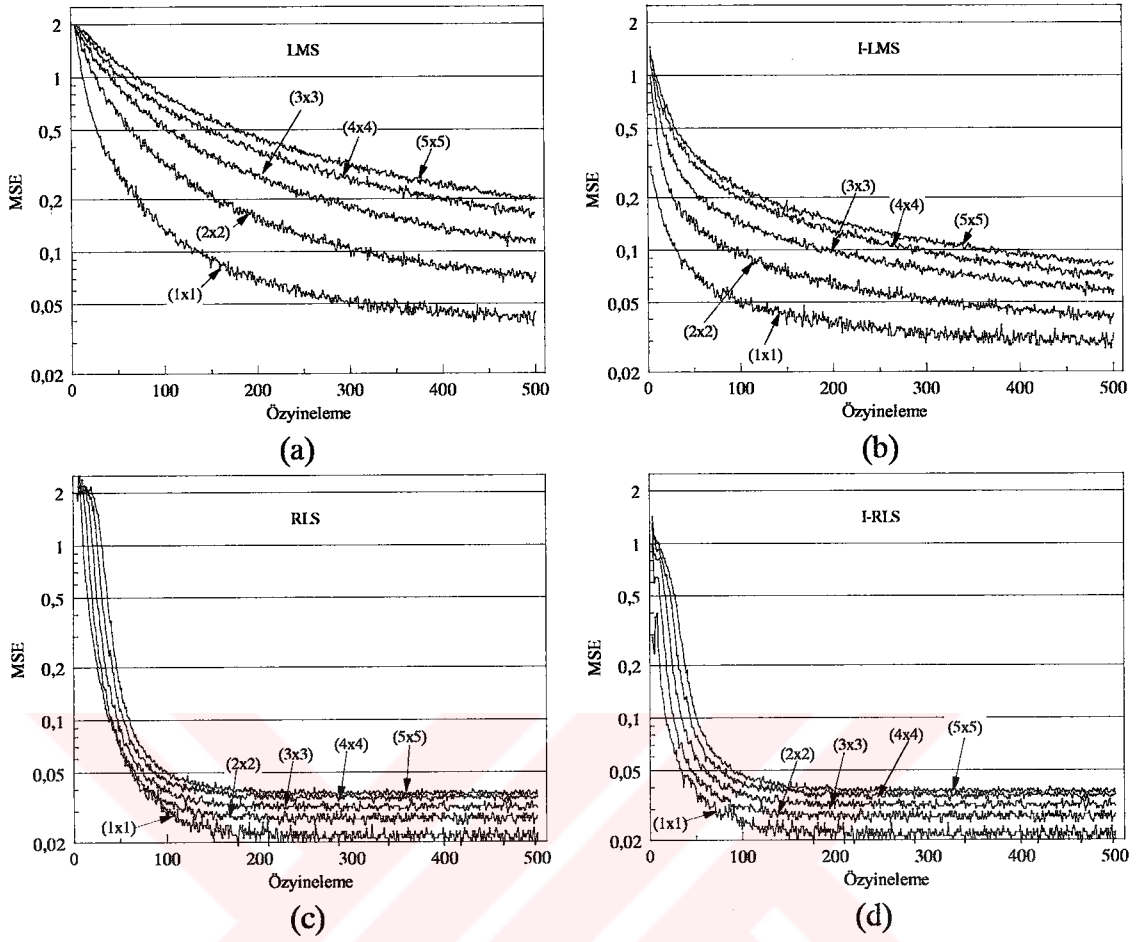 LMS
MSE
2
1
0,5
0,2
0,1
0,05
0,02
(3x3)
(4x4)
(5x5)
(2x2)
(1x1)
0 100 200 300 400 500
Özyineleme
(a)
I-LMS
MSE
2
1
0,5
0,2
0,1
0,05
0,02
(3x3)
(4x4)
(5x5)
(2x2)
(1x1)
0 100 200 300 400 500
Özyineleme
(b)
RLS
MSE
2
1
0,5
0,2
0,1
0,05
0,02
(5x5)
(4x4)
(3x3)
(2x2)
(1x1)
0 100 200 300 400 500
Özyineleme
(c)
I-RLS
MSE
2
1
0,5
0,2
0,1
0,05
0,02
(5x5)
(4x4)
(3x3)
(2x2)
(1x1)
0 100 200 300 400 500
Özyineleme
(d)